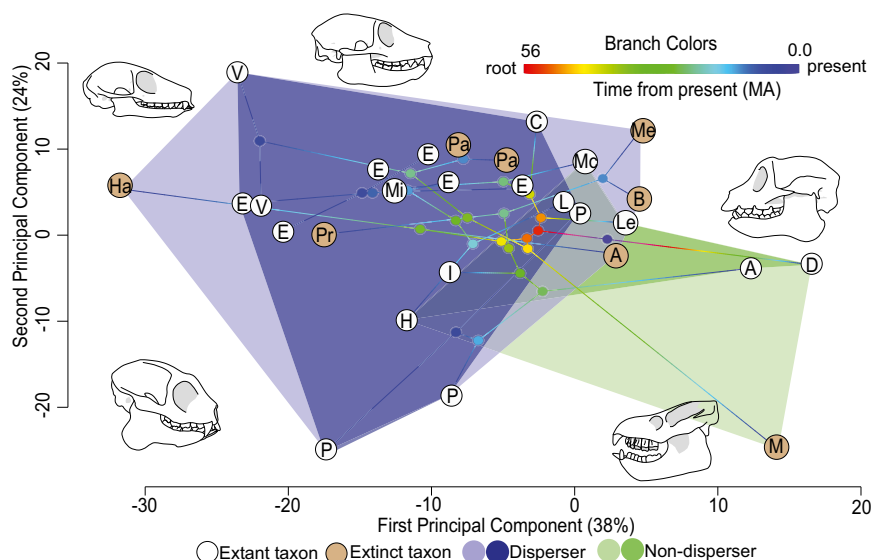 Branch Colors
56
0.0
root
present
Time from present (MA)
Second Principal Component (24%)
20
10
0
-10
-20
V
C
Me
Pa
Pa
E
E
Mc
Ha
Mi
E
E
B
E
V
L
P
Le
E
Pr
A
I
A
D
H
P
P
M
-30
-20
-10
0
10
20
First Principal Component (38%)
Extant taxon
Extinct taxon
Disperser
Non-disperser